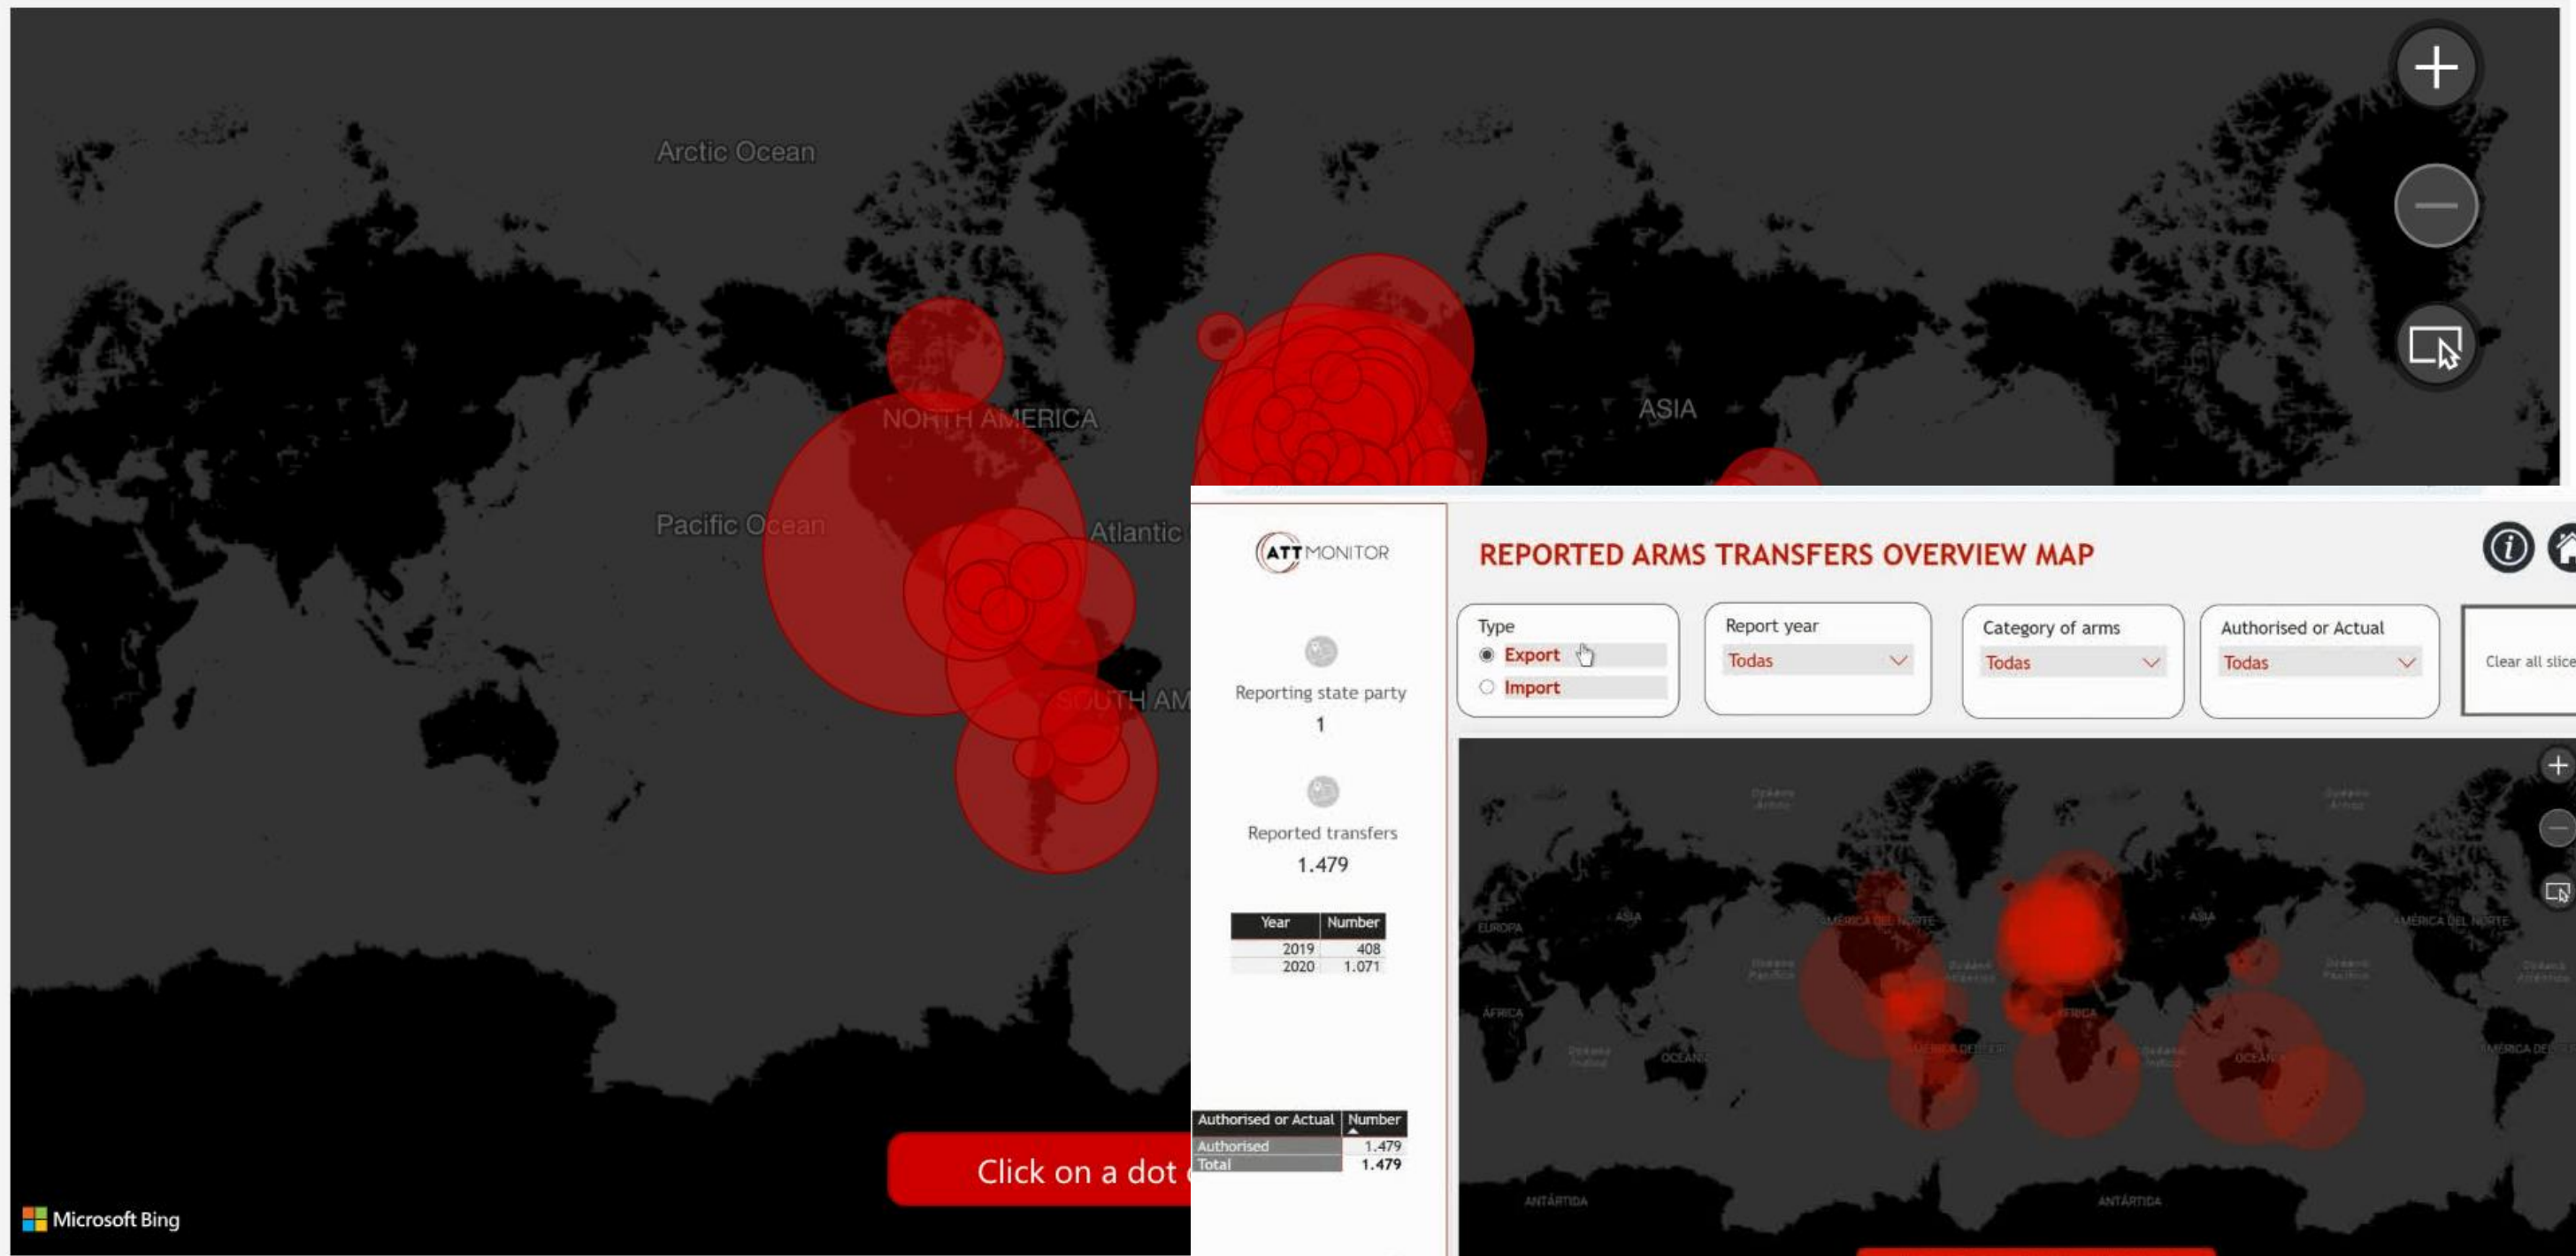 Arctic Ocean
NORTH AMERICA
ASIA
Pacific Ocean
Atlantic
SOUTH AM
Click on a dot
Microsoft Bing
ATT MONITOR
REPORTED ARMS TRANSFERS OVERVIEW MAP
Type
Export
Import
Report year
Todas
Category of arms
Todas
Authorised or Actual
Todas
Clear all slice
Reporting state party
1
Reported transfers
1.479
Year Number
2019 408
2020 1.071
Authorised or Actual Number
Authorised 1.479
Total 1.479
EUROPA
ASIA
AMÉRICA DEL NORTE
ASIA
AMÉRICA DEL NORTE
ÁFRICA
ANTÁRTIDA
ANTÁRTIDA